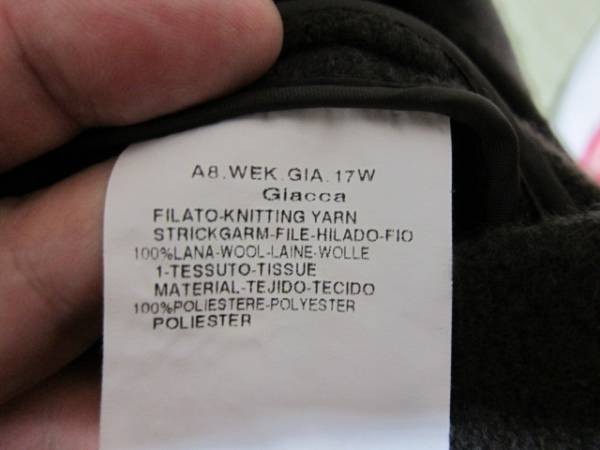 A8.WEK.GIA.17W
Giacca
FILATO-KNITTING YARN
STRICKGARM-FILE-HILADO-FIO
100%LANA-WOOL-LAINE-WOLLE
1-TESSUTO-TISSUE
MATERIAL-TEJIDO-TECIDO
100%POLIESTERE-POLYESTER
POLIESTER